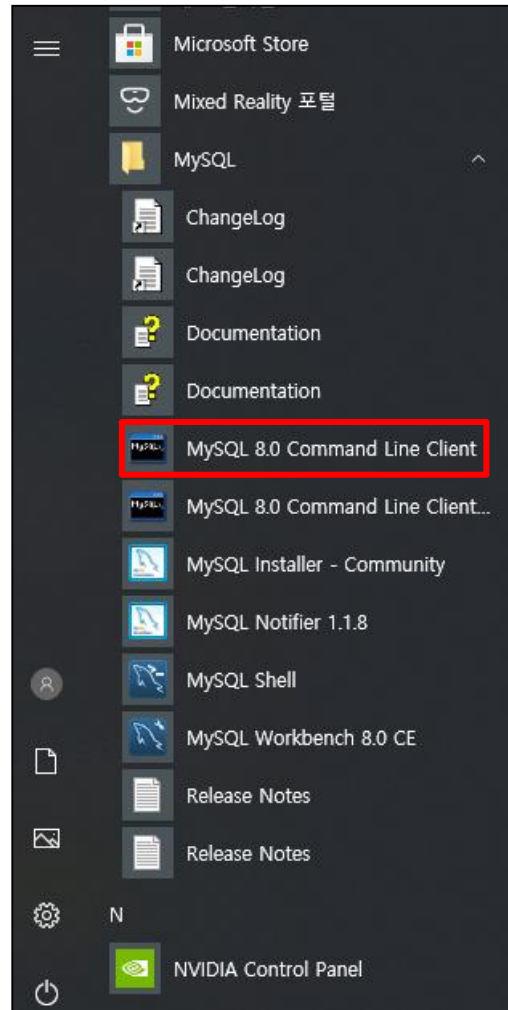 Microsoft Store
Mixed Reality 포털
MySQL
ChangeLog
ChangeLog
Documentation
Documentation
MySQL 8.0 Command Line Client
MySQL 8.0 Command Line Client...
MySQL Installer - Community
MySQL Notifier 1.1.8
MySQL Shell
MySQL Workbench 8.0 CE
Release Notes
Release Notes
N
NVIDIA Control Panel